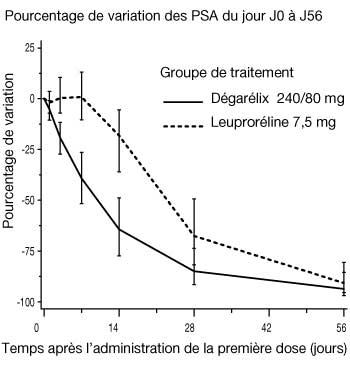 Pourcentage de variation des PSA du jour J0 à J56
Pourcentage de variation
25
0
-25
-50
-75
-100
Groupe de traitement
Dégarélix 240/80 mg
Leuproréline 7,5 mg
0 14 28 42 56
Temps après l'administration de la première dose (jours)